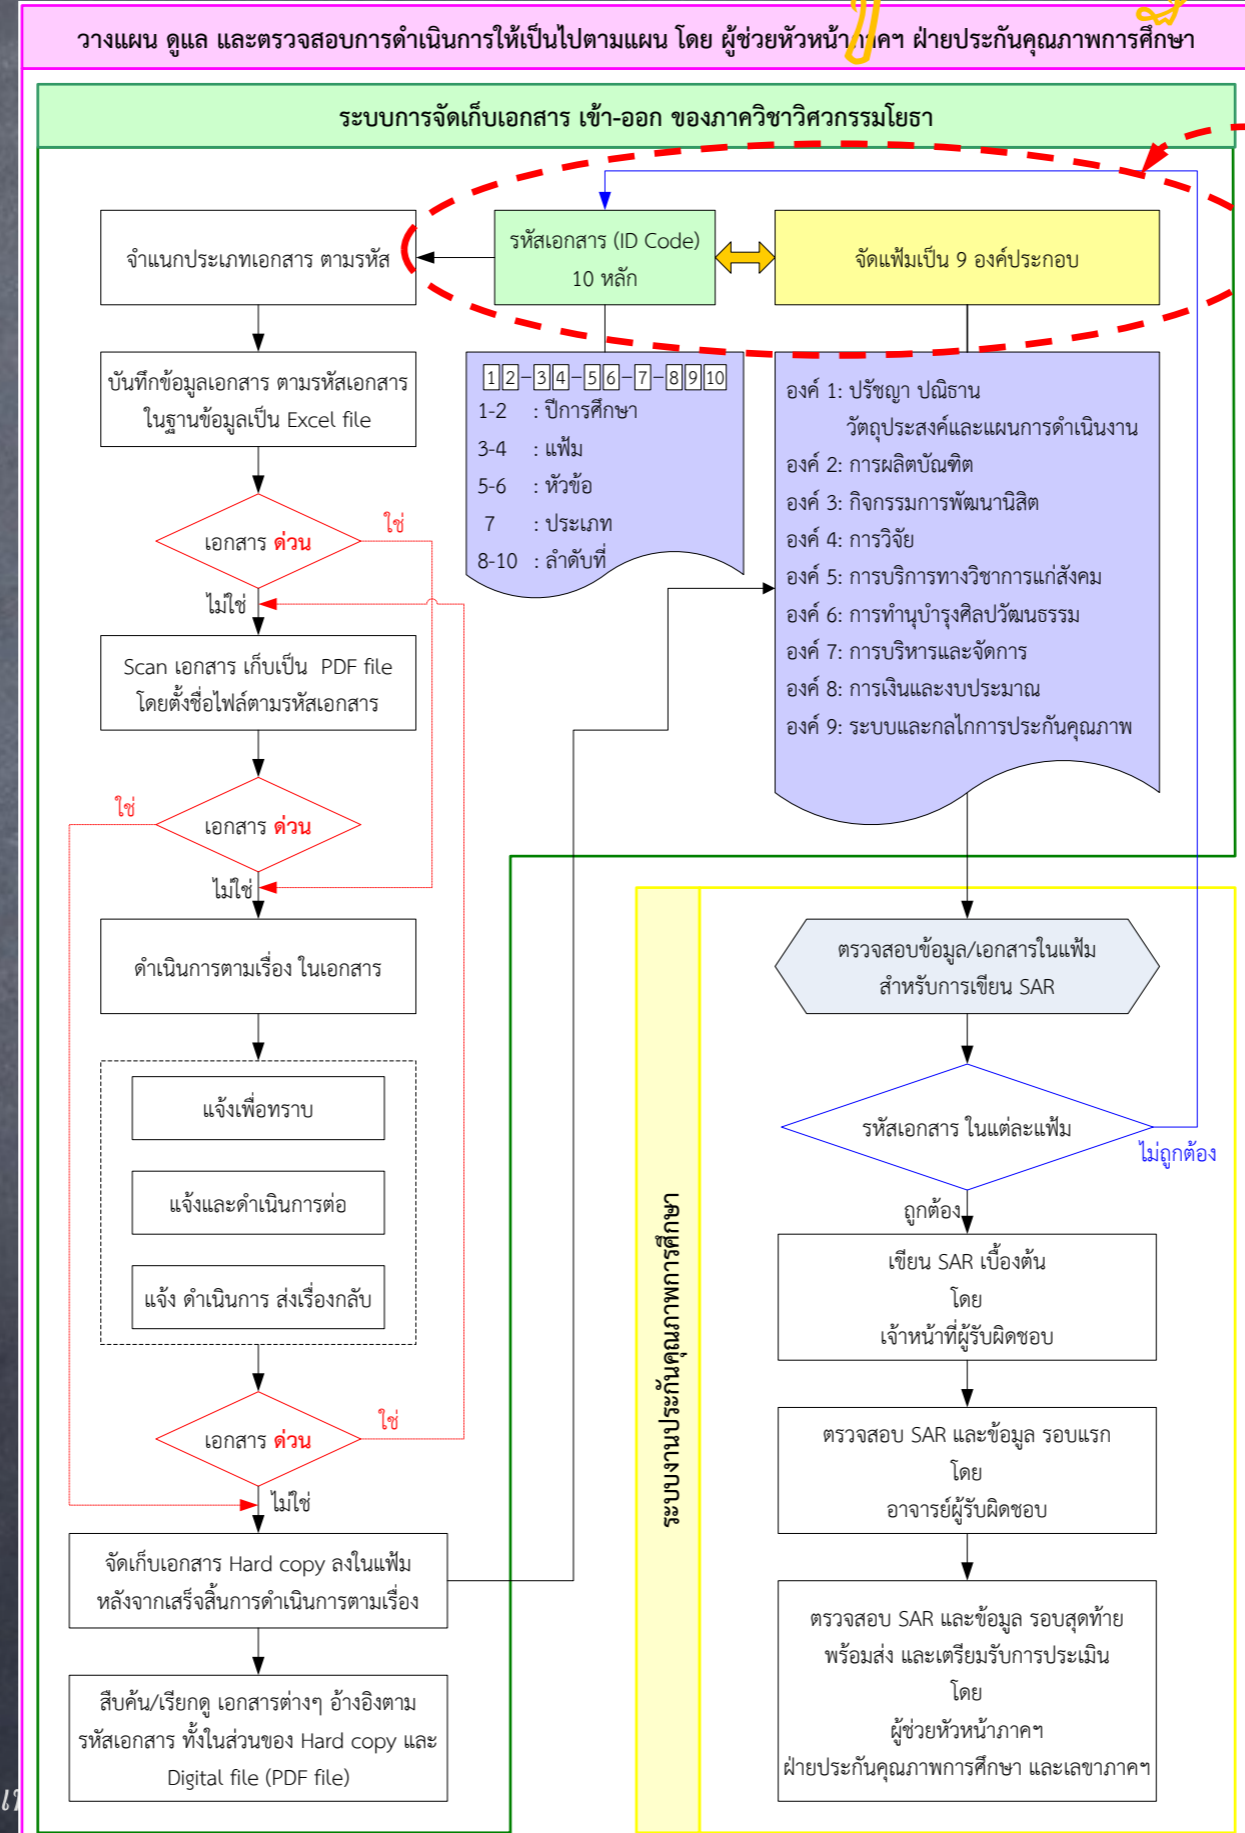 วางแผน ดูแล และตรวจสอบการดำเนินการให้เป็นไปตามแผน โดย ผู้ช่วยหัวหน้าภาคฯ ฝ่ายประกันคุณภาพการศึกษา
ระบบการจัดเก็บเอกสาร เข้า-ออก ของภาควิชาวิศวกรรมโยธา
จำแนกประเภทเอกสาร ตามรหัส
รหัสเอกสาร (ID Code)
10 หลัก
จัดแฟ้มเป็น 9 องค์ประกอบ
บันทึกข้อมูลเอกสาร ตามรหัสเอกสาร
ในฐานข้อมูลเป็น Excel file
12-34-56-7-8910
1-2 : ปีการศึกษา
3-4 : แฟ้ม
5-6 : หัวข้อ
7 : ประเภท
8-10 : ลำดับที่
องค์ 1: ปรัชญา ปณิธาน
วัตถุประสงค์และแผนการดำเนินงาน
องค์ 2: การผลิตบัณฑิต
องค์ 3: กิจกรรมการพัฒนานิสิต
องค์ 4: การวิจัย
องค์ 5: การบริการทางวิชาการแก่สังคม
องค์ 6: การทำนุบำรุงศิลปวัฒนธรรม
องค์ 7: การบริหารและจัดการ
องค์ 8: การเงินและงบประมาณ
องค์ 9: ระบบและกลไกการประกันคุณภาพ
เอกสาร ด่วน
ใช่
ไม่ใช่
Scan เอกสาร เก็บเป็น PDF file
โดยตั้งชื่อไฟล์ตามรหัสเอกสาร
ใช่
เอกสาร ด่วน
ไม่ใช่
ดำเนินการตามเรื่อง ในเอกสาร
แจ้งเพื่อทราบ
แจ้งและดำเนินการต่อ
แจ้ง ดำเนินการ ส่งเรื่องกลับ
เอกสาร ด่วน
ใช่
ไม่ใช่
จัดเก็บเอกสาร Hard copy ลงในแฟ้ม
หลังจากเสร็จสิ้นการดำเนินการตามเรื่อง
สืบค้น/เรียกดู เอกสารต่างๆ อ้างอิงตาม
รหัสเอกสาร ทั้งในส่วนของ Hard copy และ
Digital file (PDF file)
ระบบงานประกันคุณภาพการศึกษา
ตรวจสอบข้อมูล/เอกสารในแฟ้ม
สำหรับการเขียน SAR
รหัสเอกสาร ในแต่ละแฟ้ม
ไม่ถูกต้อง
ถูกต้อง
เขียน SAR เบื้องต้น
โดย
เจ้าหน้าที่ผู้รับผิดชอบ
ตรวจสอบ SAR และข้อมูล รอบแรก
โดย
อาจารย์ผู้รับผิดชอบ
ตรวจสอบ SAR และข้อมูล รอบสุดท้าย
พร้อมส่ง และเตรียมรับการประเมิน
โดย
ผู้ช่วยหัวหน้าภาคฯ
ฝ่ายประกันคุณภาพการศึกษา และเลขาภาคฯ